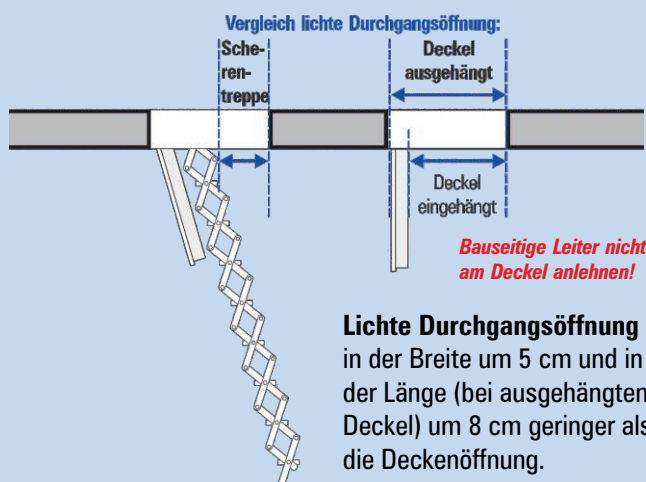 Vergleich lichte Durchgangsöffnung:
Sche-
ren-
treppe
Deckel
ausgehängt
Deckel
eingehängt
Bauseitige Leiter nicht
am Deckel anlehnen!
Lichte Durchgangsöffnung
in der Breite um 5 cm und in
der Länge (bei ausgehängten
Deckel) um 8 cm geringer als
die Deckenöffnung.